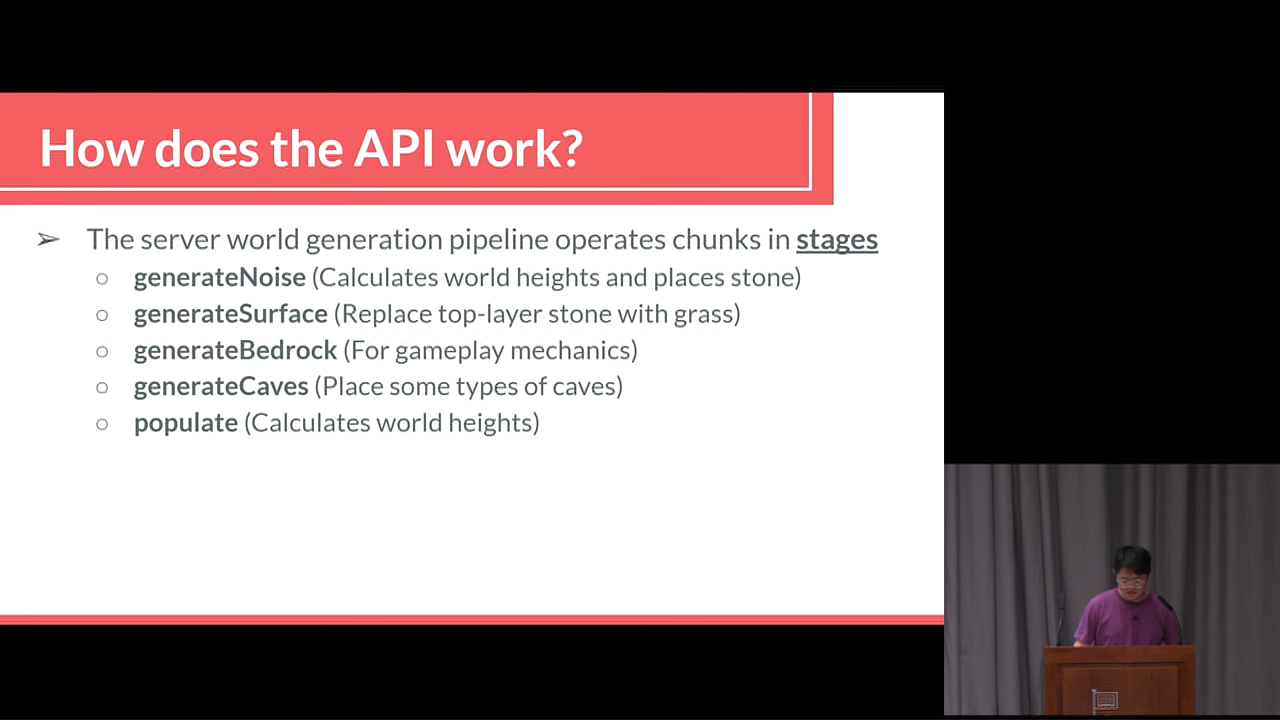 How does the API work?
➢ The server world generation pipeline operates chunks in stages
○ generateNoise (Calculates world heights and places stone)
○ generateSurface (Replace top-layer stone with grass)
○ generateBedrock (For gameplay mechanics)
○ generateCaves (Place some types of caves)
○ populate (Calculates world heights)